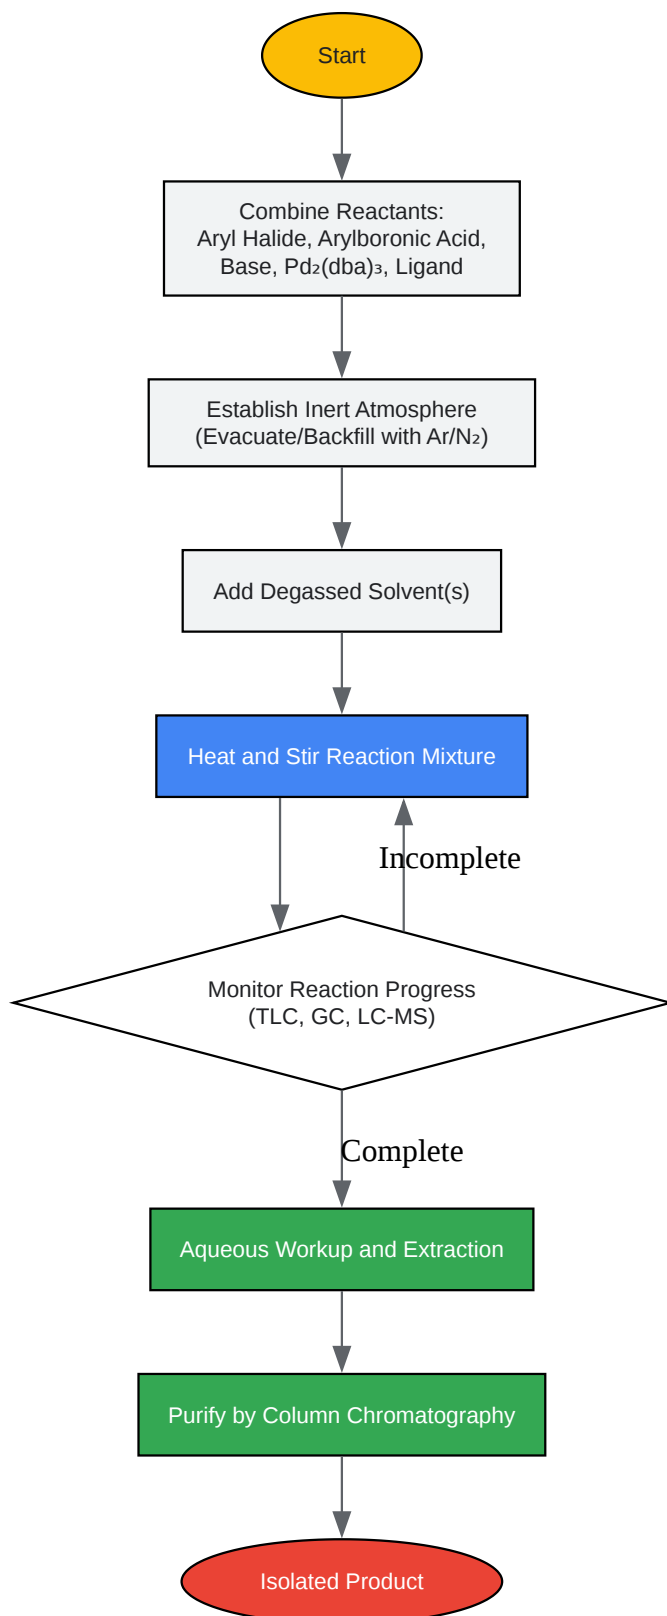 Start
Combine Reactants:
Aryl Halide, Arylboronic Acid,
Base, Pd₂(dba)₃, Ligand
Establish Inert Atmosphere
(Evacuate/Backfill with Ar/N₂)
Add Degassed Solvent(s)
Heat and Stir Reaction Mixture
Incomplete
Monitor Reaction Progress
(TLC, GC, LC-MS)
Complete
Aqueous Workup and Extraction
Purify by Column Chromatography
Isolated Product